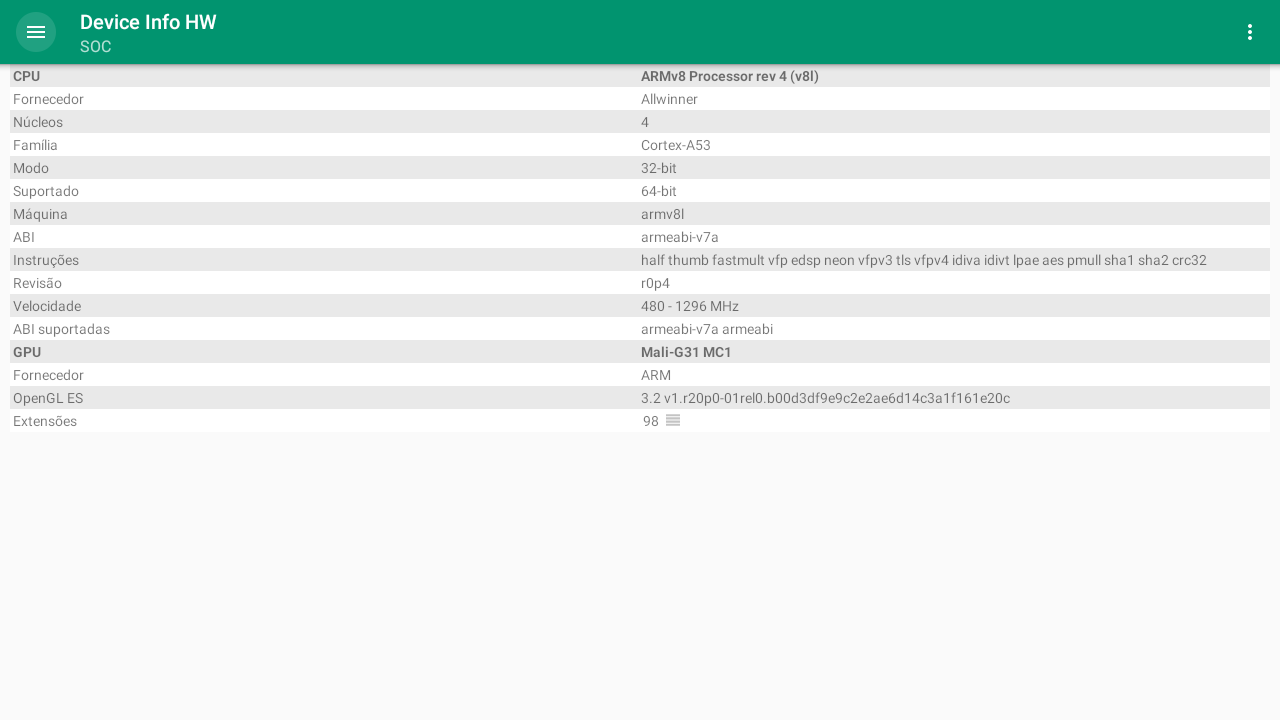 Device Info HW
SOC
CPU ARMv8 Processor rev 4 (v8l)
Fornecedor Allwinner
Núcleos 4
Família Cortex-A53
Modo 32-bit
Suportado 64-bit
Máquina armv8l
ABI armeabi-v7a
Instruções half thumb fastmult vfp edsp neon vfpv3 tls vfpv4 idiva idivt lpae aes pmull sha1 sha2 crc32
Revisão r0p4
Velocidade 480 - 1296 MHz
ABI suportadas armeabi-v7a armeabi
GPU Mali-G31 MC1
Fornecedor ARM
OpenGL ES 3.2 v1.r20p0-01rel0.b00d3df9e9c2e2ae6d14c3a1f161e20c
Extensões 98